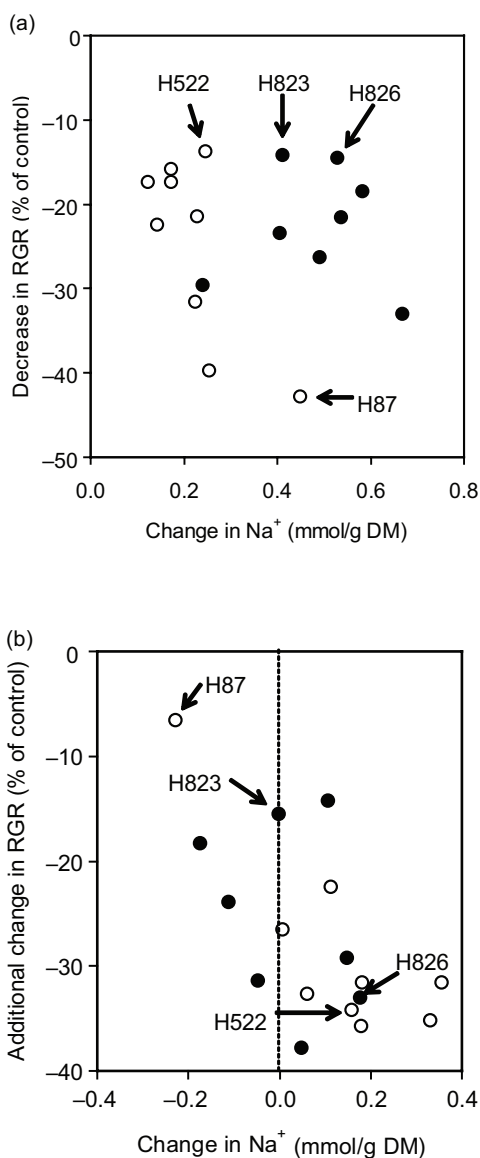 (a)
0
H522
H823
H826
–10
–20
–30
–40
H87
–50
0.0
0.2
0.4
0.6
0.8
Decrease in RGR (% of control)
Change in Na⁺ (mmol/g DM)
(b)
0
H87
–10
H823
–20
–30
H826
H522
–40
–0.4
–0.2
0.0
0.2
0.4
Additional change in RGR (% of control)
Change in Na⁺ (mmol/g DM)